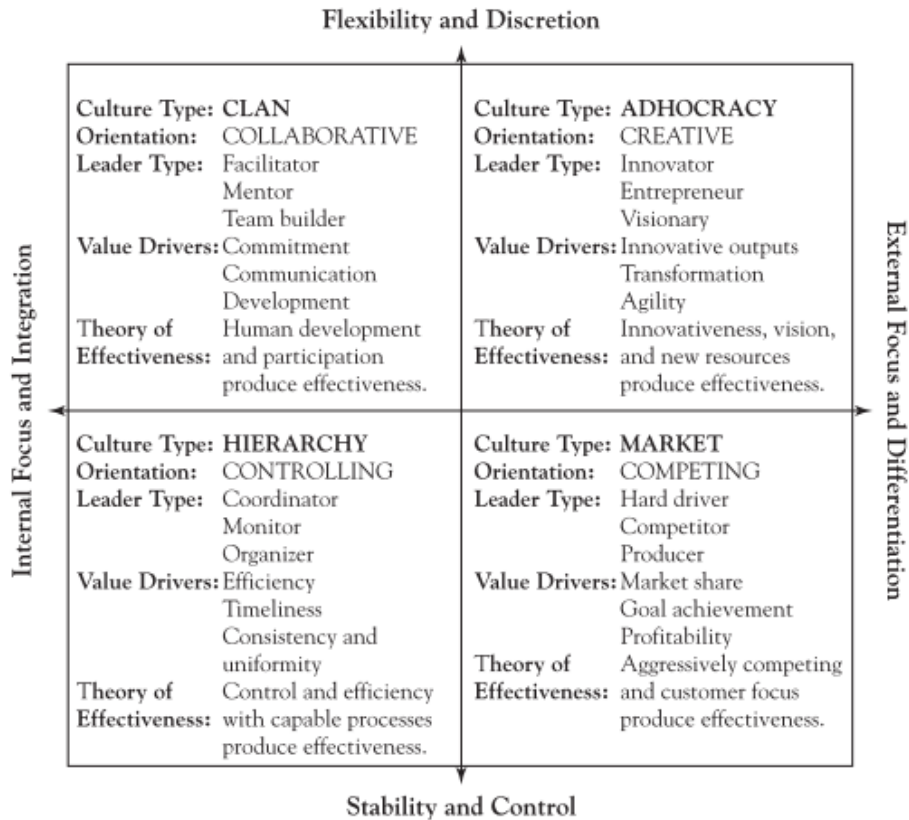 Flexibility and Discretion
Internal Focus and Integration
Culture Type: CLAN
Orientation: COLLABORATIVE
Leader Type: Facilitator
Mentor
Team builder
Value Drivers: Commitment
Communication
Development
Theory of Human development
Effectiveness: and participation
produce effectiveness.
Culture Type: ADHOCRACY
Orientation: CREATIVE
Leader Type: Innovator
Entrepreneur
Visionary
Value Drivers: Innovative outputs
Transformation
Agility
Theory of Innovativeness, vision,
Effectiveness: and new resources
produce effectiveness.
Culture Type: HIERARCHY
Orientation: CONTROLLING
Leader Type: Coordinator
Monitor
Organizer
Value Drivers: Efficiency
Timeliness
Consistency and
uniformity
Theory of Control and efficiency
Effectiveness: with capable processes
produce effectiveness.
Culture Type: MARKET
Orientation: COMPETING
Leader Type: Hard driver
Competitor
Producer
Value Drivers: Market share
Goal achievement
Profitability
Theory of Aggressively competing
Effectiveness: and customer focus
produce effectiveness.
External Focus and Differentiation
Stability and Control